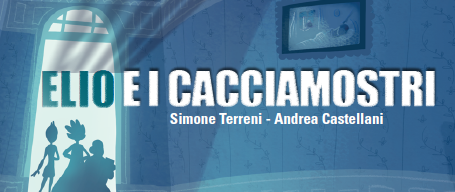 ELIO E I CACCIAMOSTRI
Simone Terreni - Andrea Castellani